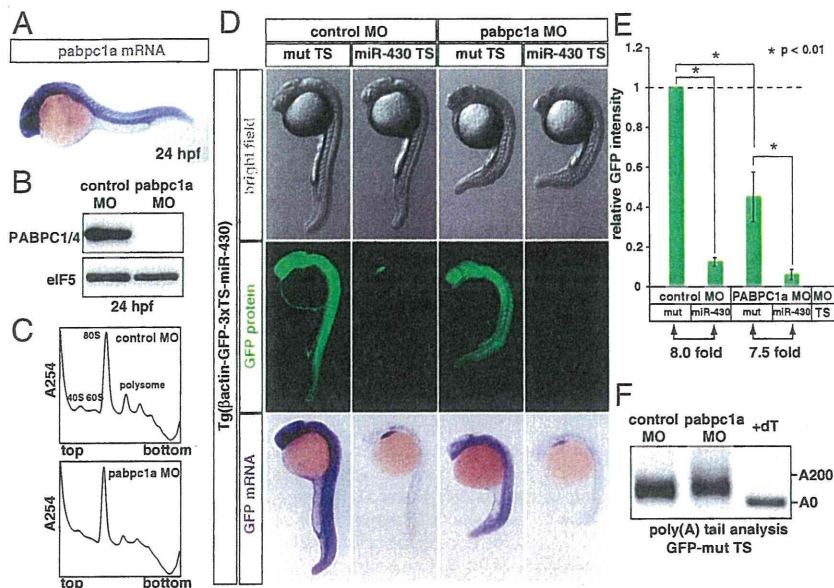 A
pabpc1a mRNA
24 hpf
B
control pabpc1a
MO MO
PABPC1/4
eIF5
24 hpf
C
A254
80S
control MO
40S 60S
polysome
top bottom
A254
pabpc1a MO
top bottom
D
control MO pabpc1a MO
mut TS miR-430 TS mut TS miR-430 TS
Tg(βactin-GFP-3xTS-miR-430)
bright field
GFP protein
GFP mRNA
E
* p < 0.01
relative GFP intensity
1.2
1
0.8
0.6
0.4
0.2
0
*
*
*
control MO PABPC1a MO MO
mut miR-430 mut miR-430 TS
8.0 fold 7.5 fold
F
control pabpc1a +dT
MO MO
A200
A0
poly(A) tail analysis
GFP-mut TS